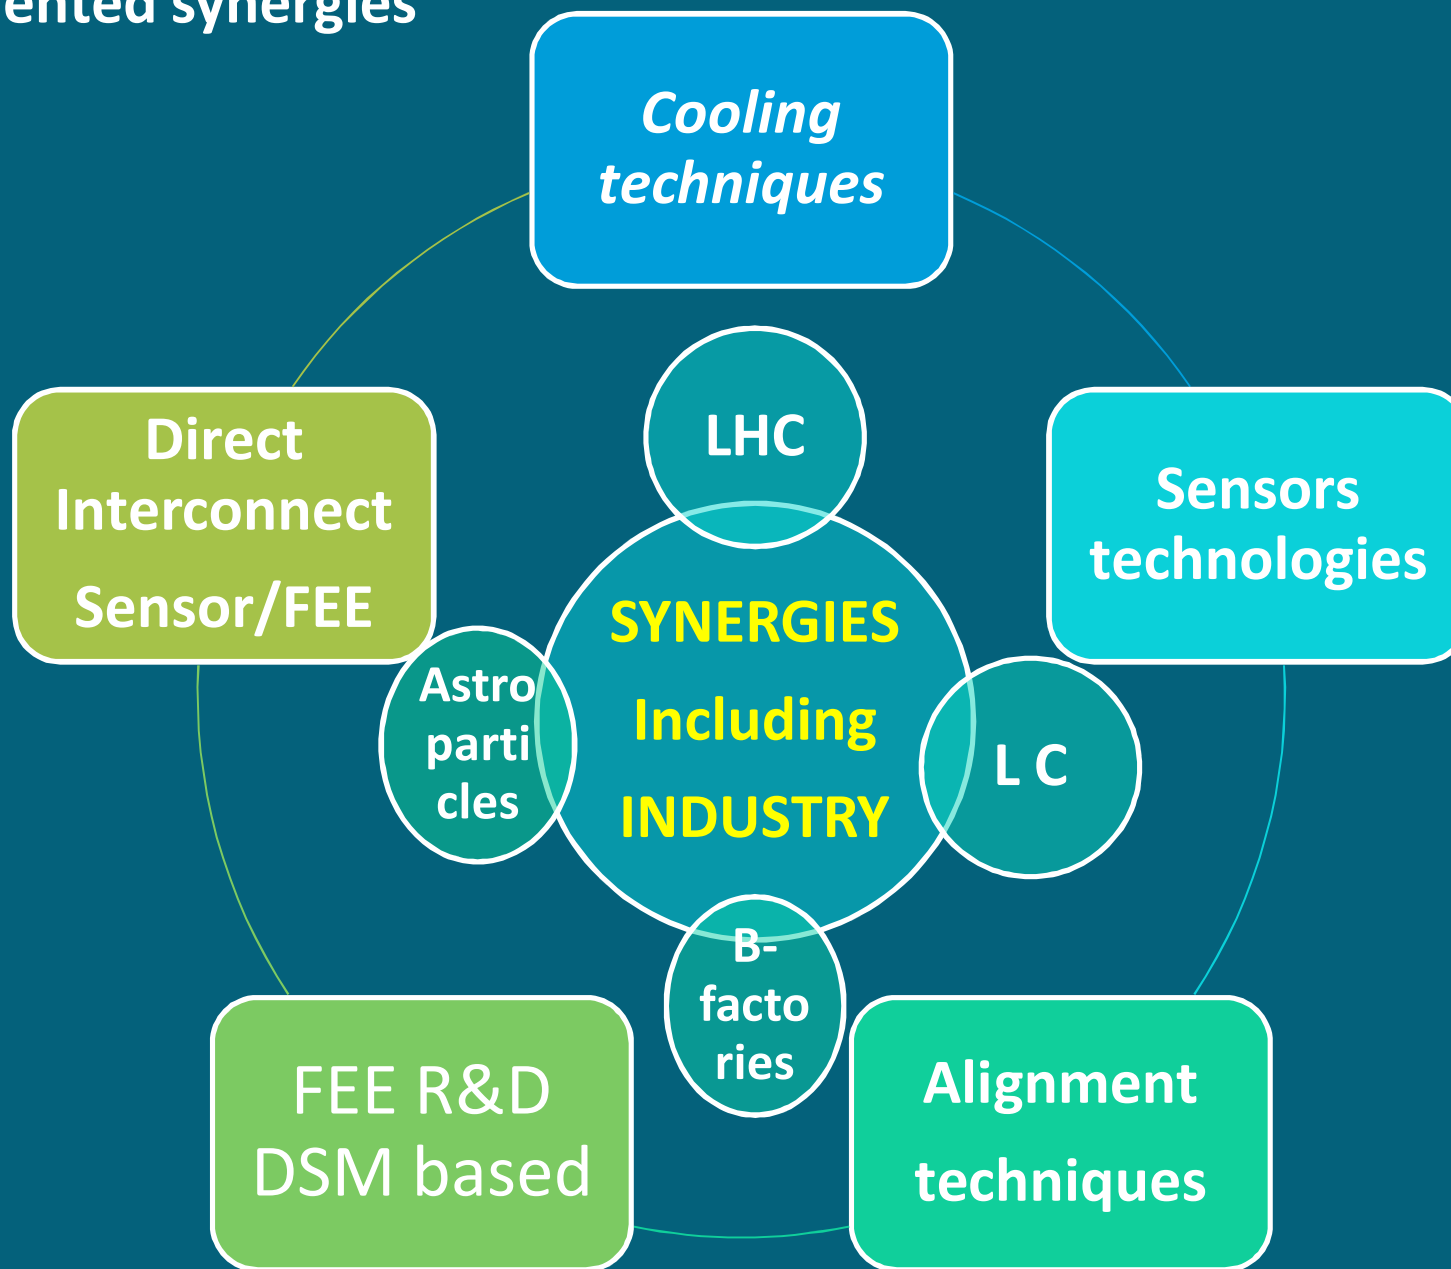 synergies
Cooling
techniques
Direct
Interconnect
Sensor/FEE
LHC
Sensors
technologies
SYNERGIES
Including
INDUSTRY
Astro
parti
cles
L C
B-
facto
ries
FEE R&D
DSM based
Alignment
techniques